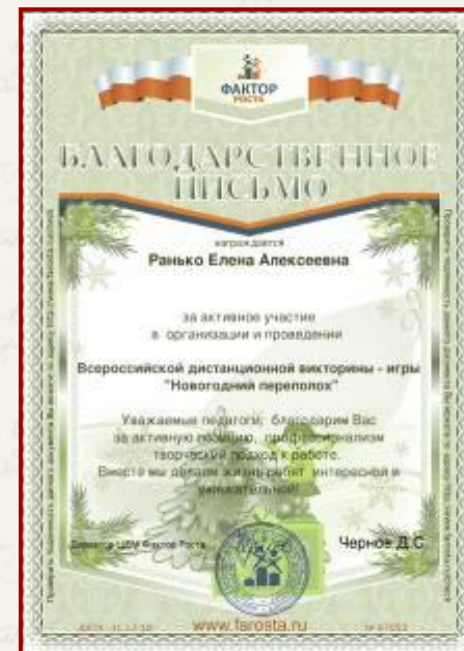 ФАКТОР
РОСТА
БЛАГОДАРСТВЕННОЕ
ПИСЬМО
награждается
Ранько Елена Алексеевна
за активное участие
в организации и проведении
Всероссийской дистанционной викторины - игры
"Новогодний переполох"
Уважаемые педагоги, благодарим Вас
за активную позицию, профессионализм
творческий подход к работе.
Вместе мы делаем жизнь ребят интересной и
увлекательной!
Директор ЦРМ Фактор Роста
Чернов Д.С.
www.farosta.ru